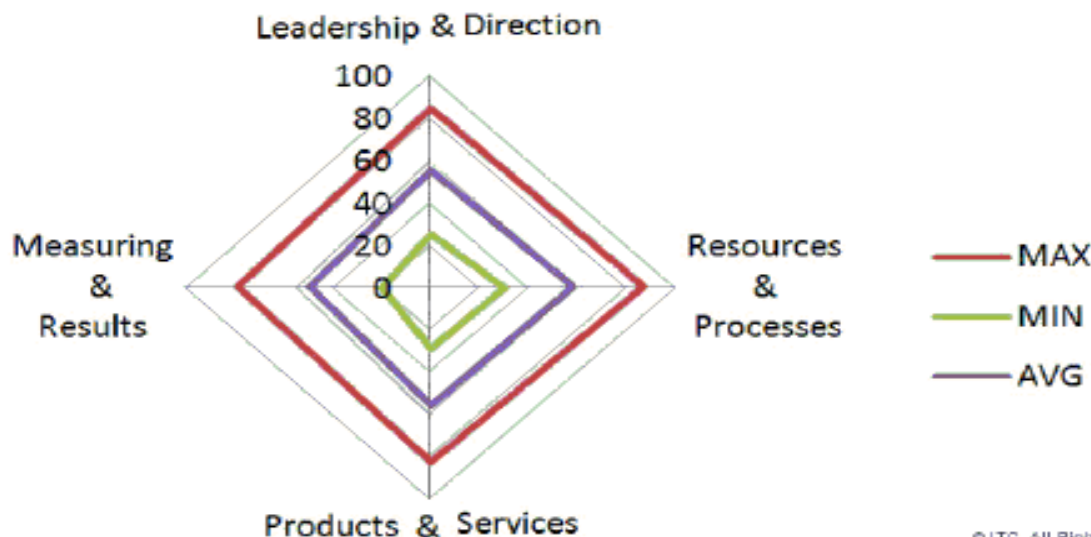 Leadership & Direction
100
80
60
40
20
0
Measuring
&
Results
Resources
&
Processes
MAX
MIN
AVG
Products & Services